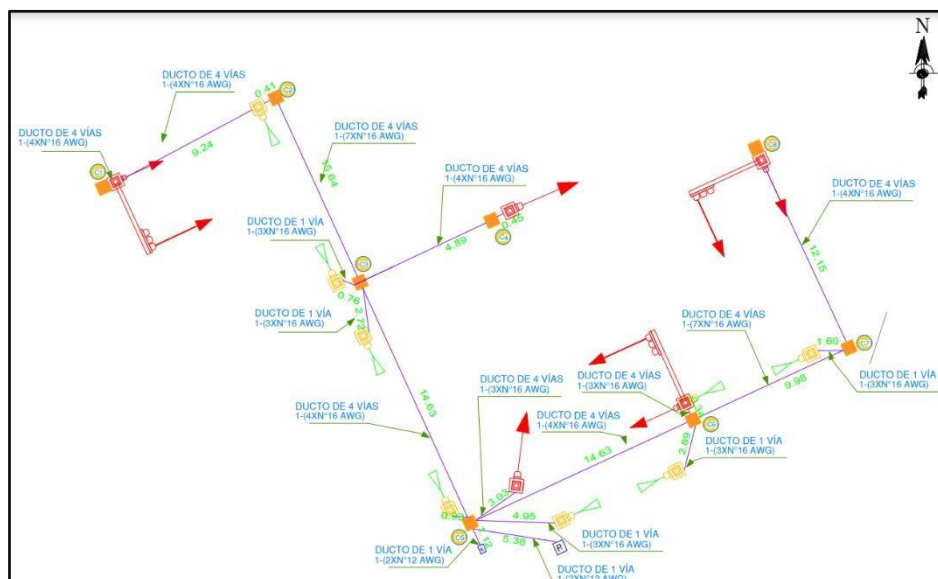 N
DUCTO DE 4 VÍAS
1-(4XN°16 AWG)
0.41
C2
DUCTO DE 4 VÍAS
1-(4XN°16 AWG)
9.24
C1
DUCTO DE 4 VÍAS
1-(7XN°16 AWG)
DUCTO DE 4 VÍAS
1-(4XN°16 AWG)
0.45
4.89
DUCTO DE 1 VÍA
1-(3XN°16 AWG)
0.76
2.72
DUCTO DE 1 VÍA
1-(3XN°16 AWG)
DUCTO DE 4 VÍAS
1-(4XN°16 AWG)
12.15
DUCTO DE 4 VÍAS
1-(7XN°16 AWG)
1.60
C7
DUCTO DE 1 VÍA
1-(3XN°16 AWG)
9.98
DUCTO DE 4 VÍAS
1-(3XN°16 AWG)
DUCTO DE 4 VÍAS
1-(3XN°16 AWG)
DUCTO DE 4 VÍAS
1-(4XN°16 AWG)
14.63
DUCTO DE 4 VÍAS
1-(4XN°16 AWG)
14.63
2.89
DUCTO DE 1 VÍA
1-(3XN°16 AWG)
3.93
4.95
C5
5.38
DUCTO DE 1 VÍA
1-(3XN°16 AWG)
DUCTO DE 1 VÍA
1-(2XN°12 AWG)
DUCTO DE 1 VÍA